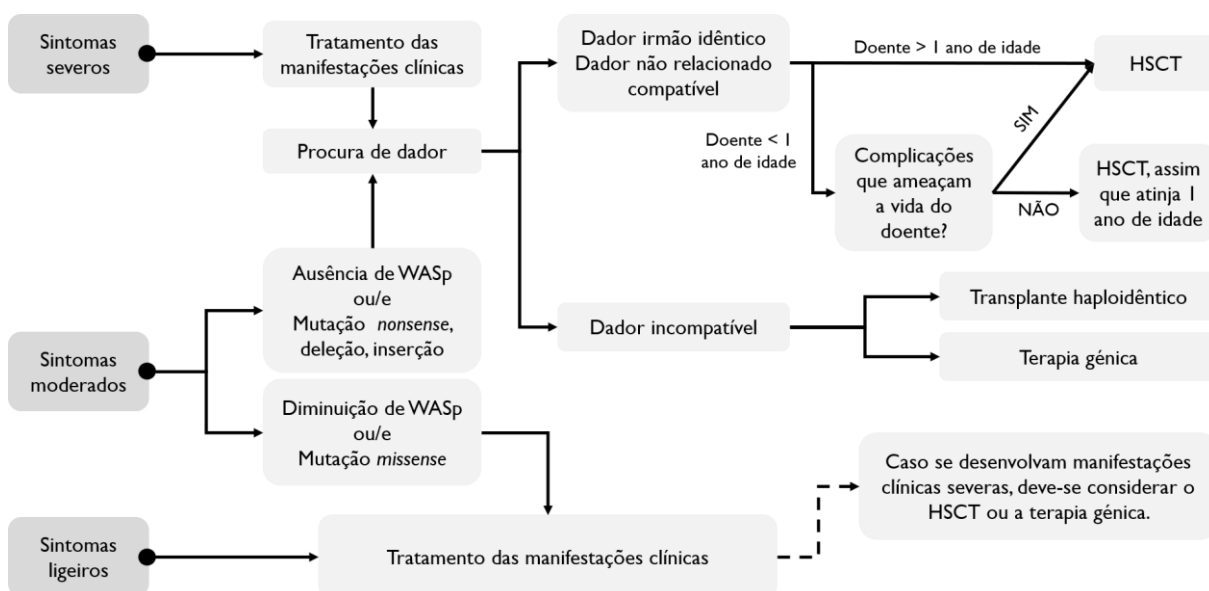 Sintomas
severos
Tratamento das
manifestações clínicas
Procura de dador
Dador irmão idêntico
Dador não relacionado
compatível
Doente > 1 ano de idade
HSCT
Doente < 1
ano de idade
Complicações
que ameaçam
a vida do
doente?
SIM
NÃO
HSCT, assim
que atinja 1
ano de idade
Sintomas
moderados
Ausência de WASp
ou/e
Mutação nonsense,
deleção, inserção
Dador incompatível
Transplante haploidêntico
Terapia génica
Diminuição de WASp
ou/e
Mutação missense
Sintomas
ligeiros
Tratamento das manifestações clínicas
Caso se desenvolvam manifestações
clínicas severas, deve-se considerar o
HSCT ou a terapia génica.